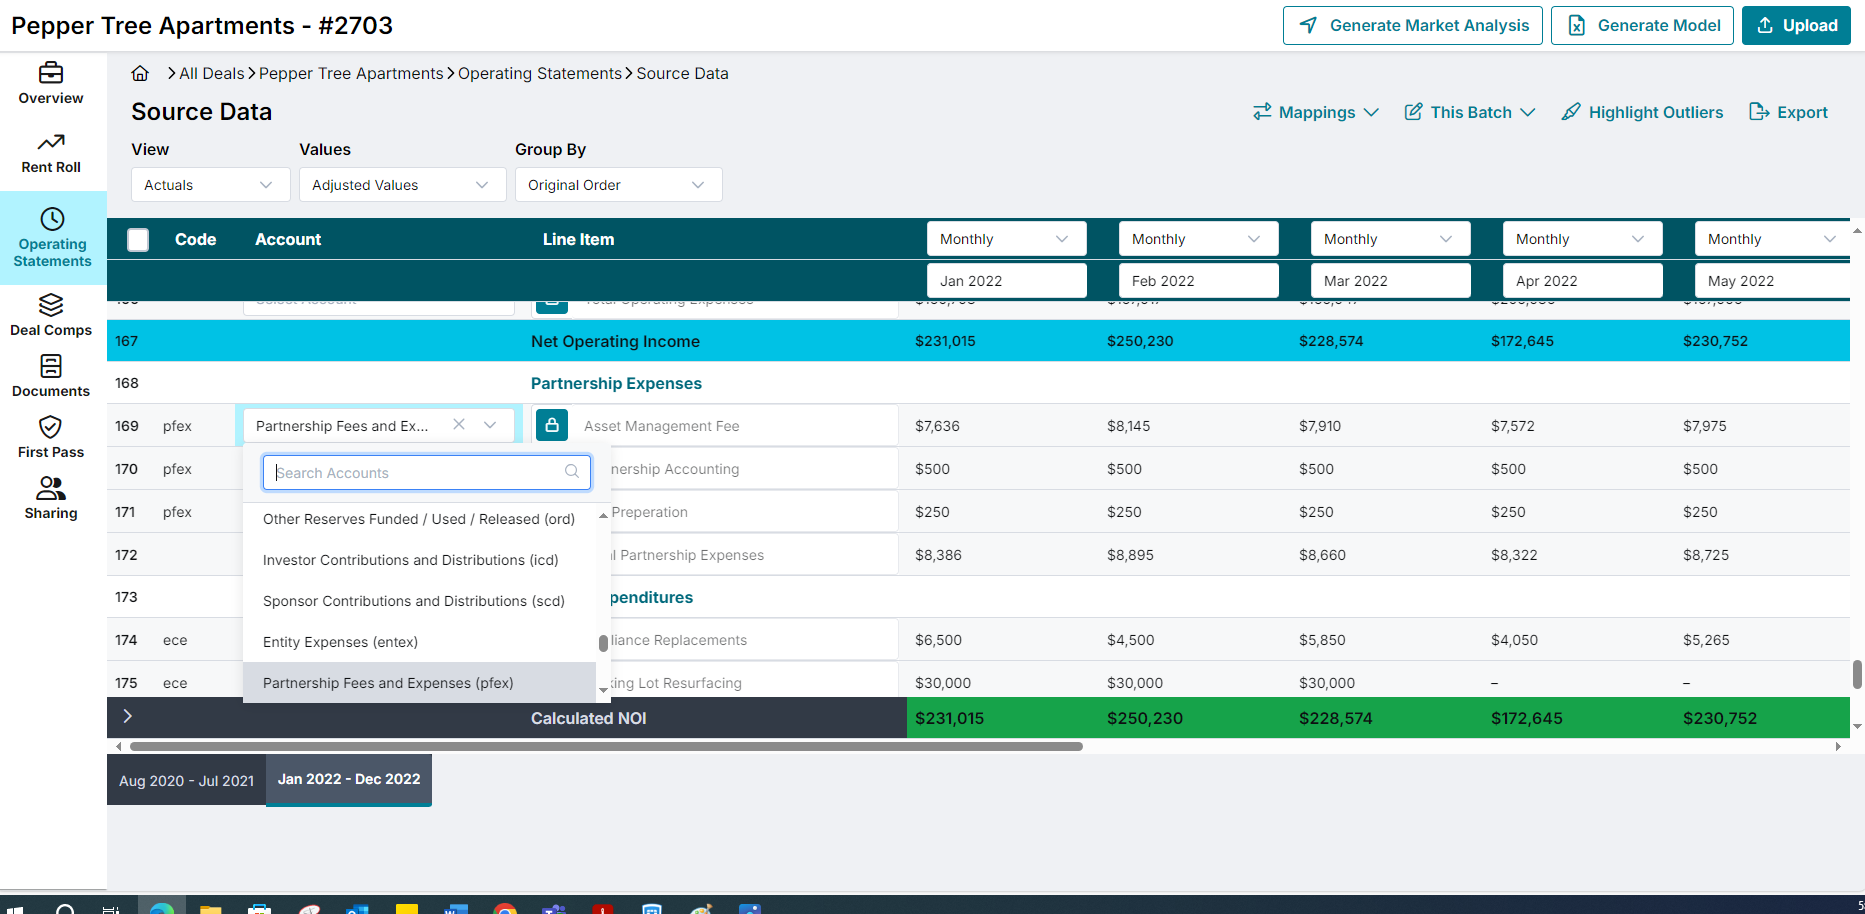 Pepper Tree Apartments - #2703
Generate Market Analysis
Generate Model
Upload
Overview
Rent Roll
Operating Statements
Deal Comps
Documents
First Pass
Sharing
All Deals Pepper Tree Apartments Operating Statements Source Data
Source Data
Mappings
This Batch
Highlight Outliers
Export
View Values Group By
Actuals Adjusted Values Original Order
Code Account Line Item Monthly Monthly Monthly Monthly Monthly
Jan 2022 Feb 2022 Mar 2022 Apr 2022 May 2022
Select Account Total Operating Expenses
167 Net Operating Income $231,015 $250,230 $228,574 $172,645 $230,752
168 Partnership Expenses
169 pfex Partnership Fees and Ex... Asset Management Fee $7,636 $8,145 $7,910 $7,572 $7,975
170 pfex Search Accounts nership Accounting $500 $500 $500 $500 $500
171 pfex Other Reserves Funded / Used / Released (ord) Preperation $250 $250 $250 $250 $250
172 Investor Contributions and Distributions (icd) l Partnership Expenses $8,386 $8,895 $8,660 $8,322 $8,725
173 Sponsor Contributions and Distributions (scd) penditures
174 ece Entity Expenses (entex) liance Replacements $6,500 $4,500 $5,850 $4,050 $5,265
175 ece Partnership Fees and Expenses (pfex) king Lot Resurfacing $30,000 $30,000 $30,000 – –
Calculated NOI $231,015 $250,230 $228,574 $172,645 $230,752
Aug 2020 - Jul 2021 Jan 2022 - Dec 2022